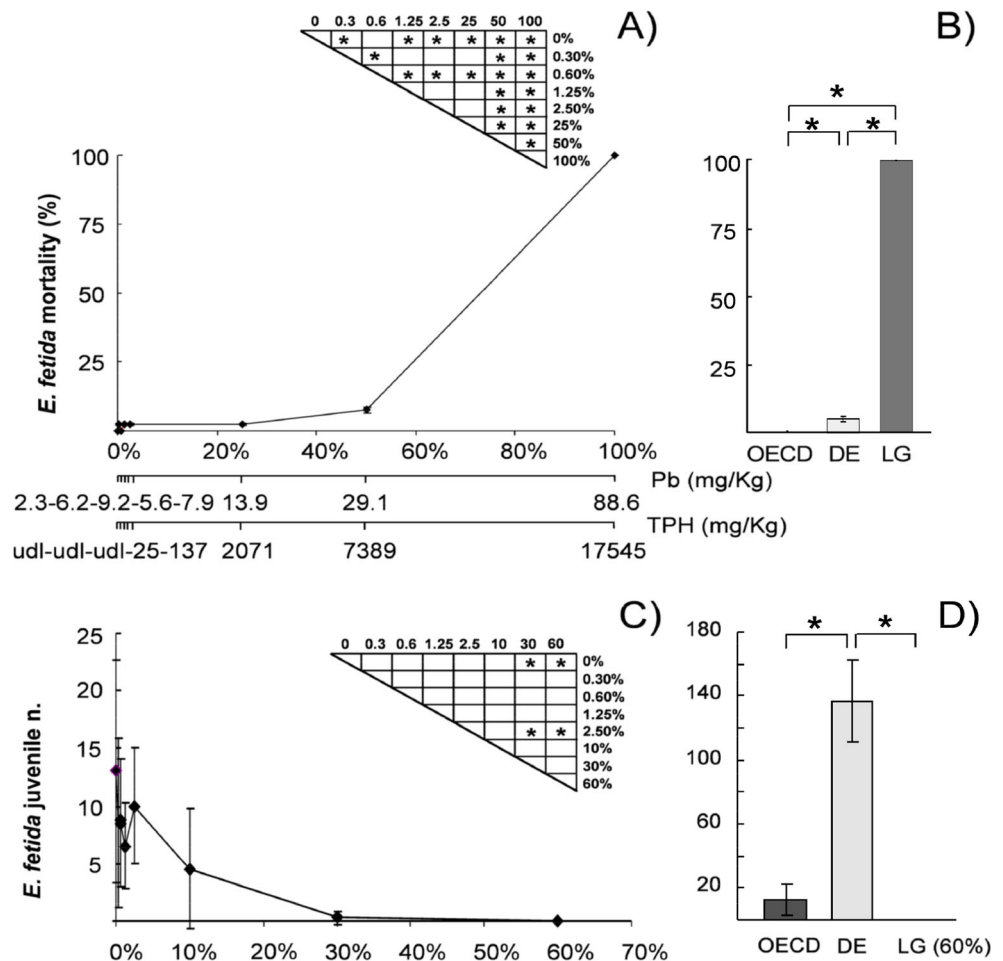 0 0.3 0.6 1.25 2.5 25 50 100
A)
B)
* * * * * * 0%
* * * 0.30%
* * * * * 0.60%
* * 1.25%
* * 2.50%
* * 25%
* 50%
100%
*
* *
E. fetida mortality (%)
100
75
50
25
0% 20% 40% 60% 80% 100%
100
75
50
25
OECD DE LG
Pb (mg/Kg)
2.3-6.2-9.2-5.6-7.9 13.9 29.1 88.6
TPH (mg/Kg)
udl-udl-udl-25-137 2071 7389 17545
C)
D)
0 0.3 0.6 1.25 2.5 10 30 60
* * 0%
0.30%
0.60%
1.25%
* * 2.50%
10%
30%
60%
E. fetida juvenile n.
25
20
15
10
5
0% 10% 20% 30% 40% 50% 60% 70%
* *
180
140
100
60
20
OECD DE LG (60%)